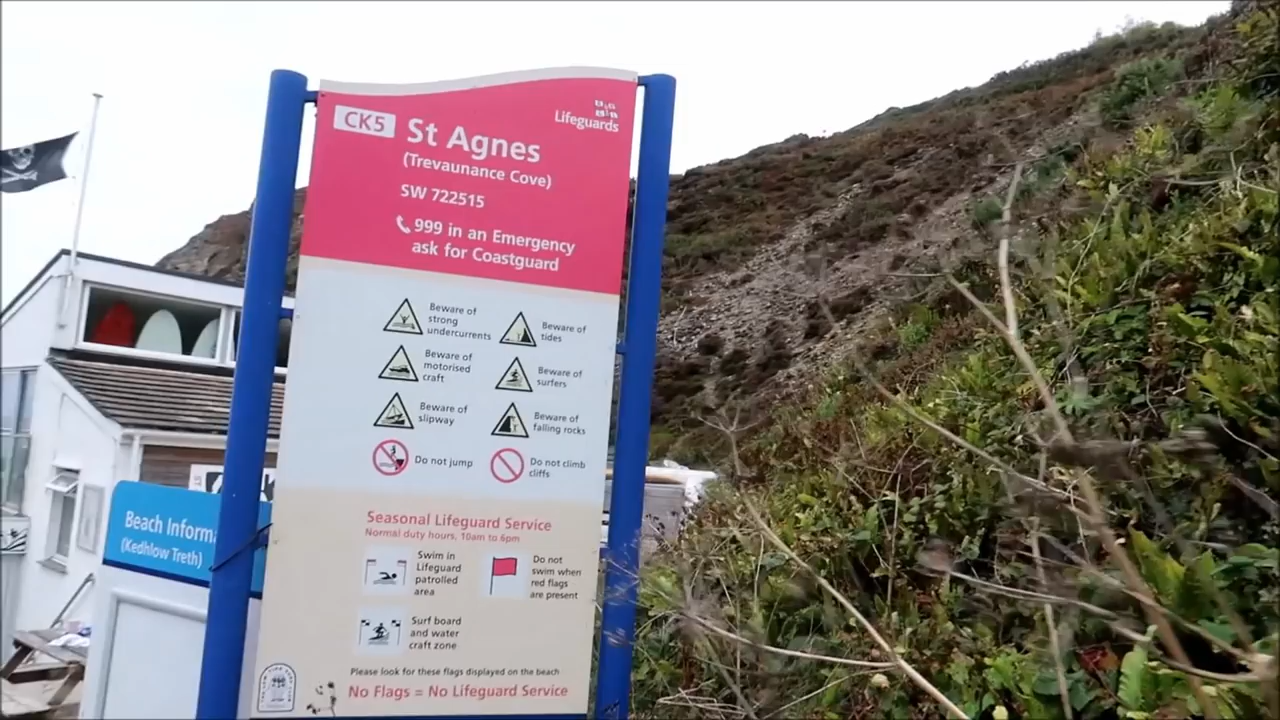 CK5
St Agnes
(Trevaunance Cove)
SW 722515
999 in an Emergency
ask for Coastguard
Lifeguards
Beware of
strong
undercurrents
Beware of
tides
Beware of
motorised
craft
Beware of
surfers
Beware of
slipway
Beware of
falling rocks
Do not jump
Do not climb
cliffs
Seasonal Lifeguard Service
Normal duty hours, 10am to 6pm
Swim in
Lifeguard
patrolled
area
Do not
swim when
red flags
are present
Surf board
and water
craft zone
Please look for these flags displayed on the beach
No Flags = No Lifeguard Service
Beach Informa
(Kedhlow Treth)